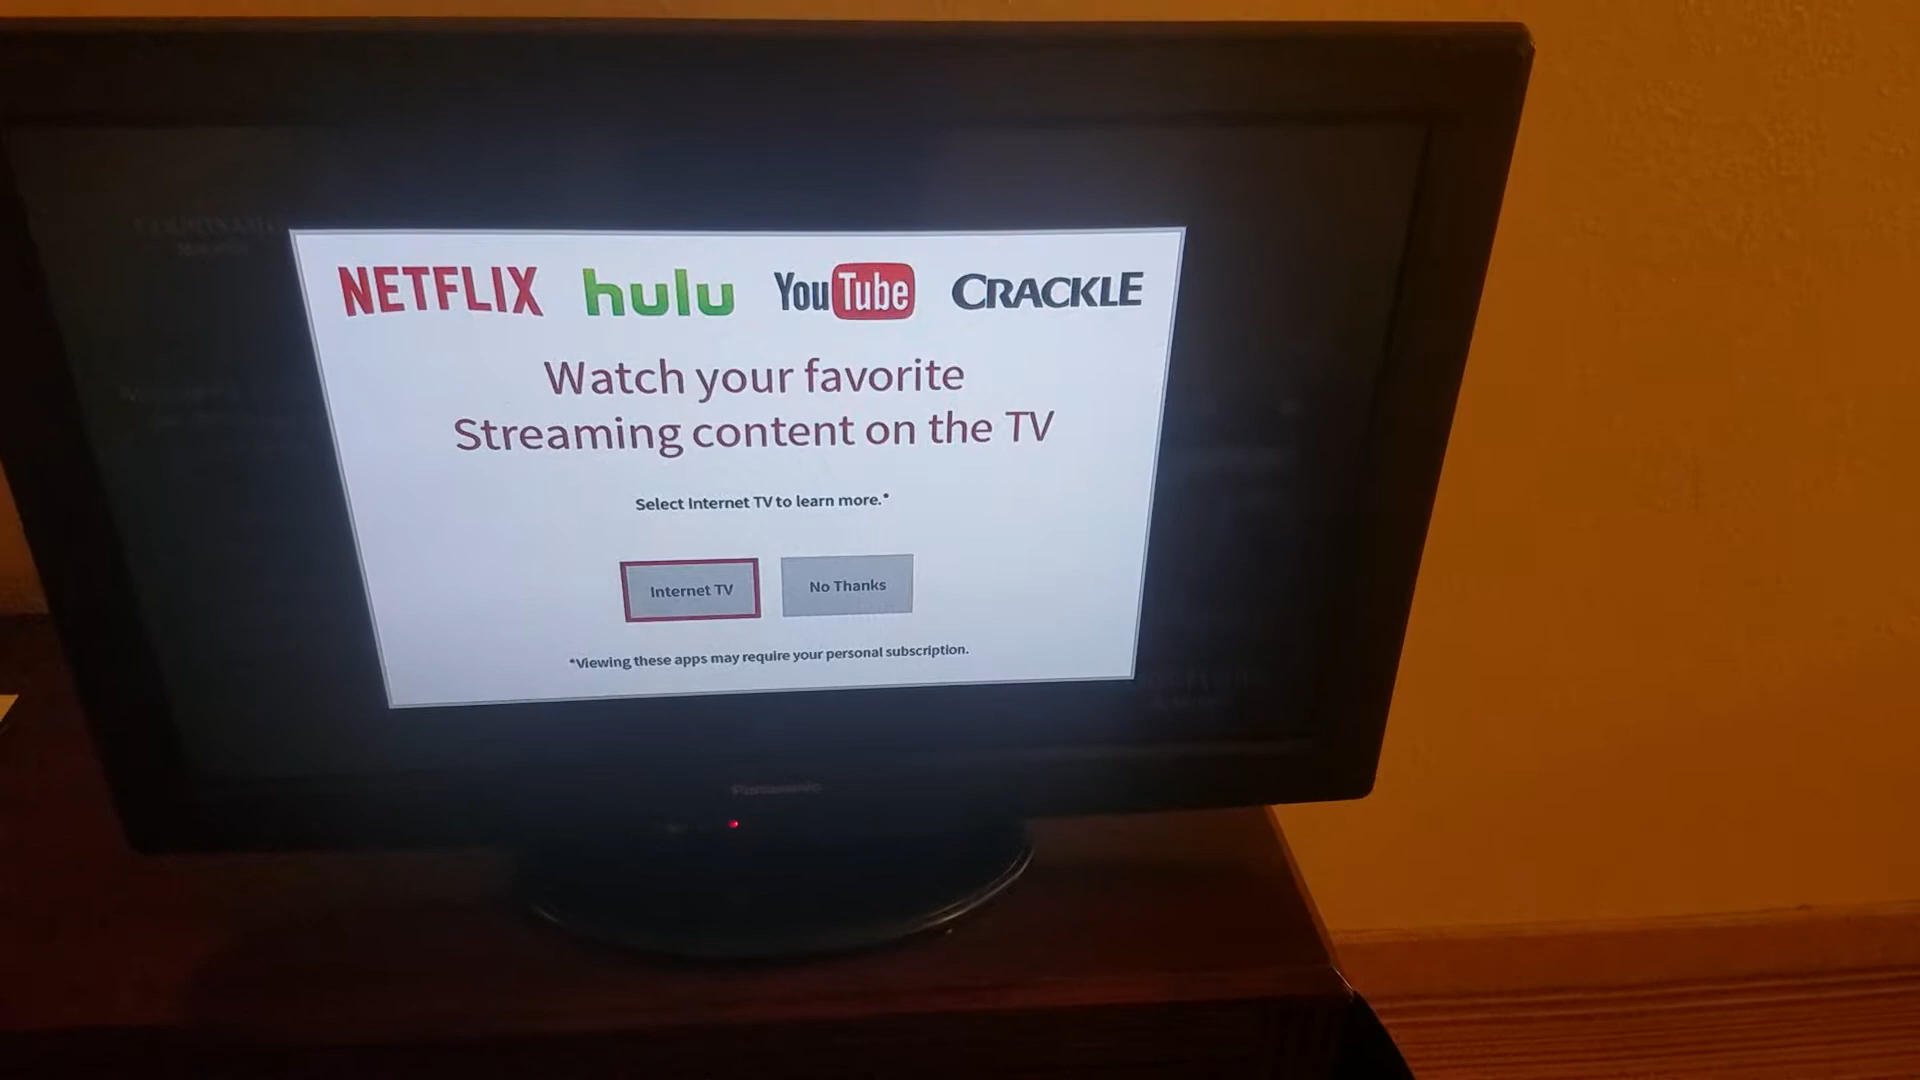 NETFLIX hulu YouTube CRACKLE
Watch your favorite
Streaming content on the TV
Select Internet TV to learn more.*
Internet TV No Thanks
*Viewing these apps may require your personal subscription.
Panasonic